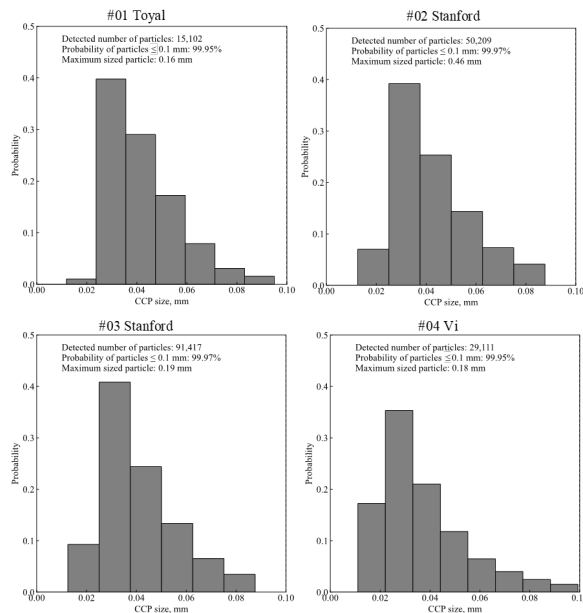 #01 Toyal
Detected number of particles: 15,102
Probability of particles ≤0.1 mm: 99.95%
Maximum sized particle: 0.16 mm
0.5
0.4
0.3
0.2
0.1
0.0
Probability
0.00 0.02 0.04 0.06 0.08 0.10
CCP size, mm
#02 Stanford
Detected number of particles: 50,209
Probability of particles ≤0.1 mm: 99.97%
Maximum sized particle: 0.46 mm
0.5
0.4
0.3
0.2
0.1
0.0
Probability
0.00 0.02 0.04 0.06 0.08 0.10
CCP size, mm
#03 Stanford
Detected number of particles: 91,417
Probability of particles ≤ 0.1 mm: 99.97%
Maximum sized particle: 0.19 mm
0.5
0.4
0.3
0.2
0.1
0.0
Probability
0.00 0.02 0.04 0.06 0.08 0.10
CCP size, mm
#04 Vi
Detected number of particles: 29,111
Probability of particles ≤0.1 mm: 99.95%
Maximum sized particle: 0.18 mm
0.5
0.4
0.3
0.2
0.1
0.0
Probability
0.00 0.02 0.04 0.06 0.08 0.10
CCP size, mm